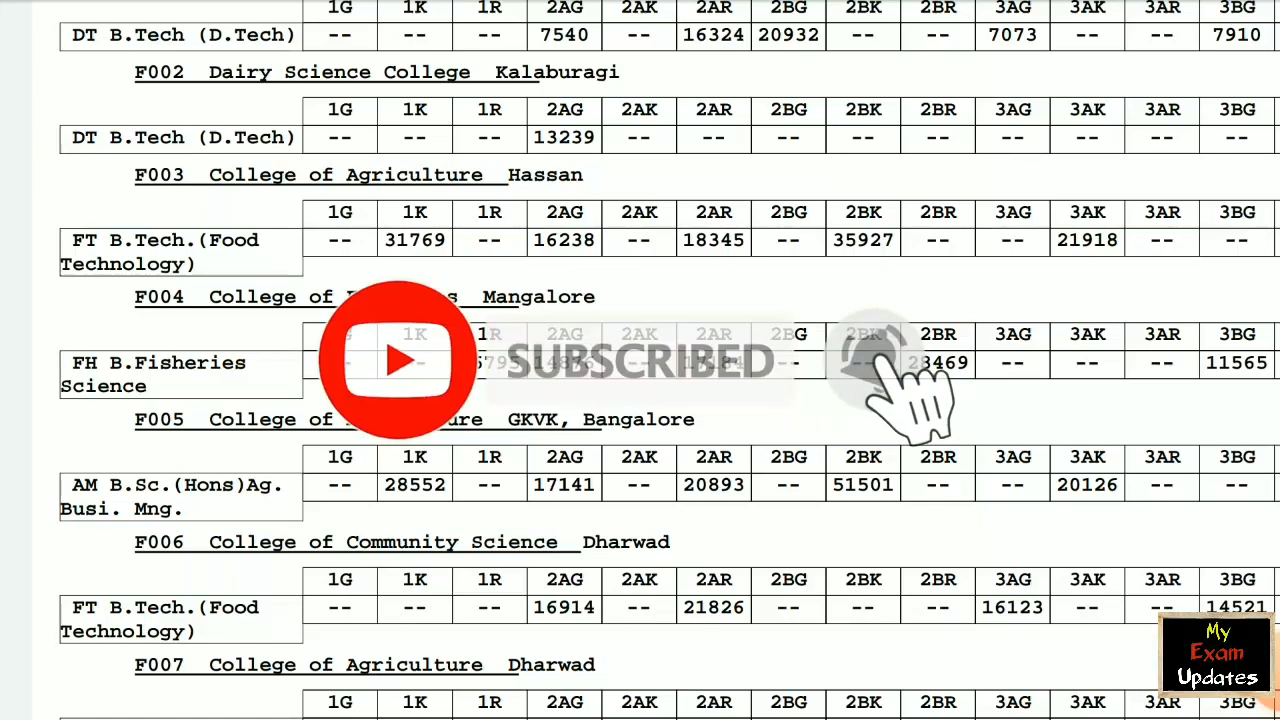 1G 1K 1R 2AG 2AK 2AR 2BG 2BK 2BR 3AG 3AK 3AR 3BG
DT B.Tech (D.Tech) -- -- -- 7540 -- 16324 20932 -- -- 7073 -- -- 7910
F002 Dairy Science College Kalaburagi
1G 1K 1R 2AG 2AK 2AR 2BG 2BK 2BR 3AG 3AK 3AR 3BG
DT B.Tech (D.Tech) -- -- -- 13239 -- -- -- -- -- -- -- -- --
F003 College of Agriculture Hassan
1G 1K 1R 2AG 2AK 2AR 2BG 2BK 2BR 3AG 3AK 3AR 3BG
FT B.Tech.(Food -- 31769 -- 16238 -- 18345 -- 35927 -- -- 21918 -- --
Technology)
F004 College of Mangalore
1K 1R 2AG 2AK 2AR 2BG 2BK 2BR 3AG 3AK 3AR 3BG
FH B.Fisheries -- -- -- -- -- 11565
Science
SUBSCRIBED
F005 College of GKVK, Bangalore
1G 1K 1R 2AG 2AK 2AR 2BG 2BK 2BR 3AG 3AK 3AR 3BG
AM B.Sc.(Hons)Ag. -- 28552 -- 17141 -- 20893 -- 51501 -- -- 20126 -- --
Busi. Mng.
F006 College of Community Science Dharwad
1G 1K 1R 2AG 2AK 2AR 2BG 2BK 2BR 3AG 3AK 3AR 3BG
FT B.Tech.(Food -- -- -- 16914 -- 21826 -- -- -- 16123 -- -- 14521
Technology)
F007 College of Agriculture Dharwad
1G 1K 1R 2AG 2AK 2AR 2BG 2BK 2BR 3AG 3AK 3AR 3BG
My
Exam
Updates